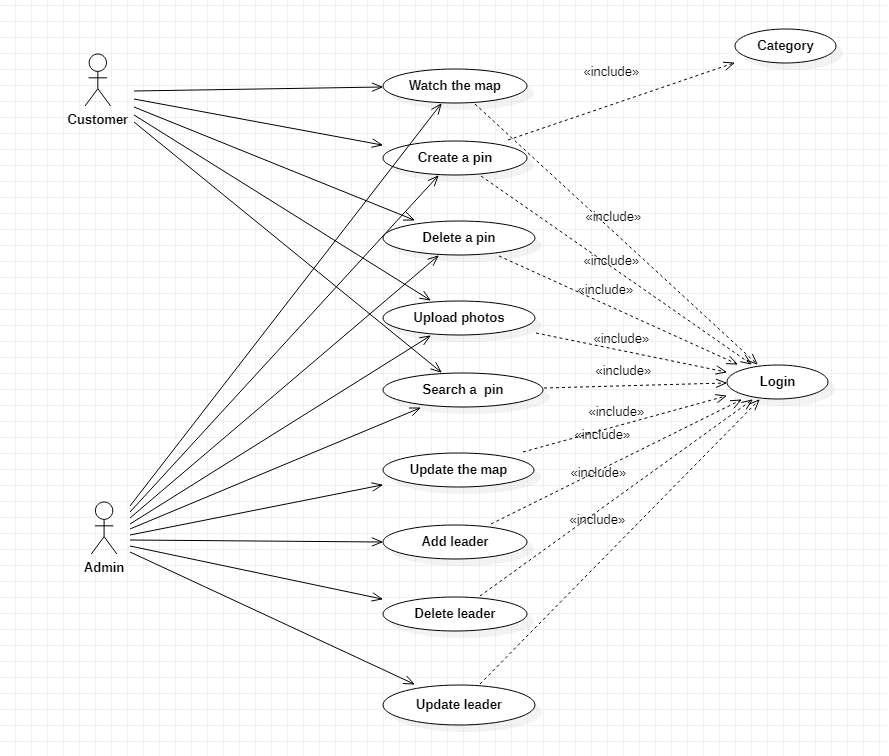 Category
«include»
Watch the map
Customer
Create a pin
«include»
Delete a pin
«include»
«include»
Upload photos
«include»
«include»
Login
Search a  pin
«include»
«include»
Update the map
«include»
«include»
Add leader
Admin
Delete leader
Update leader